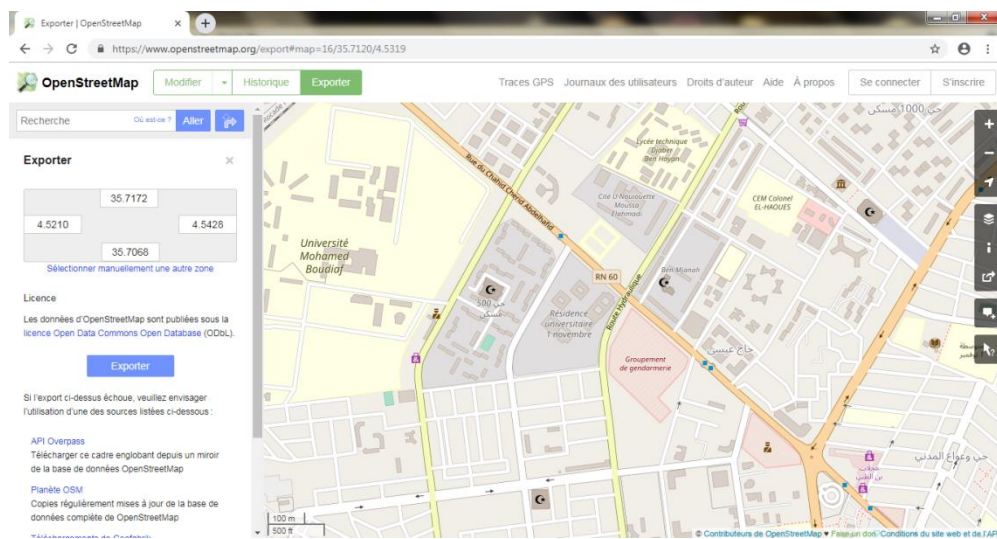 Exporter | OpenStreetMap
https://www.openstreetmap.org/export#map=16/35.7120/4.5319
OpenStreetMap
Modifier
Historique
Exporter
Traces GPS Journaux des utilisateurs Droits d'auteur Aide À propos
Se connecter
S'inscrire
Recherche
Où est-ce ?
Aller
Exporter
35.7172
4.5210
4.5428
35.7068
Sélectionner manuellement une autre zone
Licence
Les données d'OpenStreetMap sont publiées sous la
licence Open Data Commons Open Database (ODbL).
Exporter
Si l'export ci-dessus échoue, veuillez envisager
l'utilisation d'une des sources listées ci-dessous :
API Overpass
Télécharger ce cadre englobant depuis un miroir
de la base de données OpenStreetMap
Planète OSM
Copies régulièrement mises à jour de la base de
données complète de OpenStreetMap
Téléchargements de Geofabrik
حي 1000 مسكن
Lycée technique
Djaber
Ben Hayan
Rue du Chahid Cherid Abdelhafid
Cité D Nouiouette
Moussa
Elahmadi
CEM Colonel
EL-HAOUES
Université
Mohamed
Boudiaf
RN 60
Ben Mjanah
حي 500
مسكن
Résidence
universitaire
1 novembre
Route Hydraulique
Groupement
de gendarmerie
حاج عيسى
حي وعواع المدني
100 m
500 ft
© Contributeurs de OpenStreetMap ♥ Faire un don Conditions du site web et de l'AP